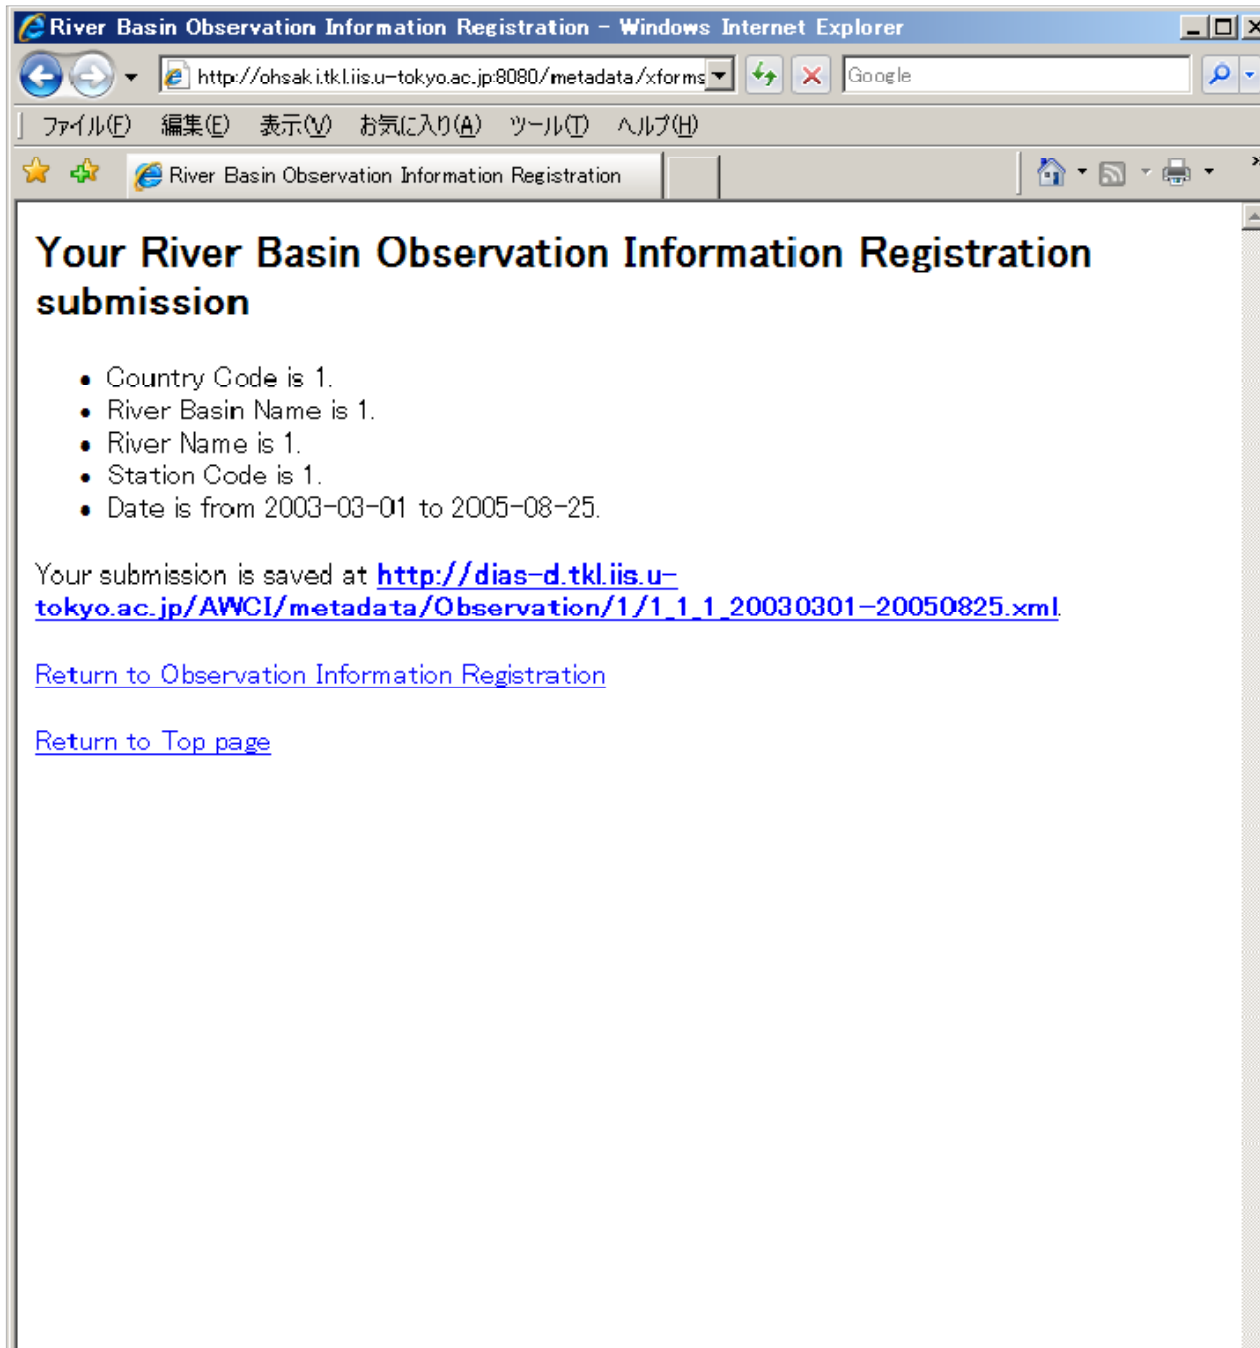 River Basin Observation Information Registration - Windows Internet Explorer
http://ohsaki.tkl.iis.u-tokyo.ac.jp:8080/metadata/xforms
Google
ファイル(F) 編集(E) 表示(V) お気に入り(A) ツール(T) ヘルプ(H)
River Basin Observation Information Registration
Your River Basin Observation Information Registration
submission
• Country Code is 1.
• River Basin Name is 1.
• River Name is 1.
• Station Code is 1.
• Date is from 2003-03-01 to 2005-08-25.
Your submission is saved at http://dias-d.tkl.iis.u-
tokyo.ac.jp/AWCI/metadata/Observation/1/1_1_1_20030301-20050825.xml.
Return to Observation Information Registration
Return to Top page